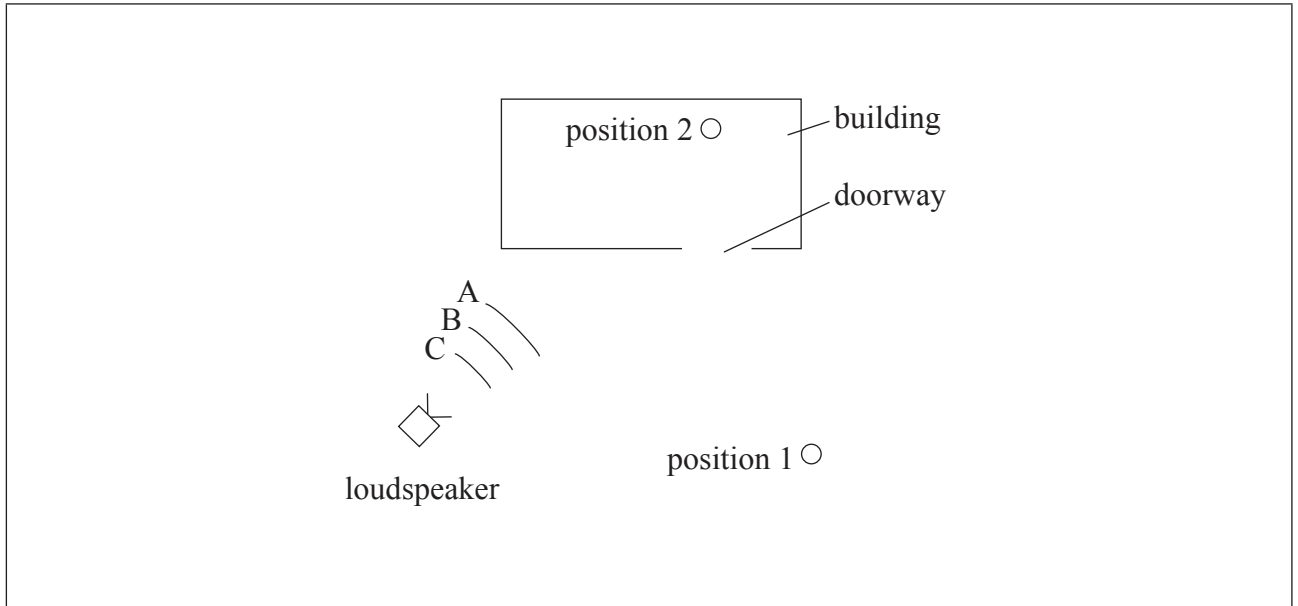 position 2
building
doorway
A
B
C
position 1
loudspeaker